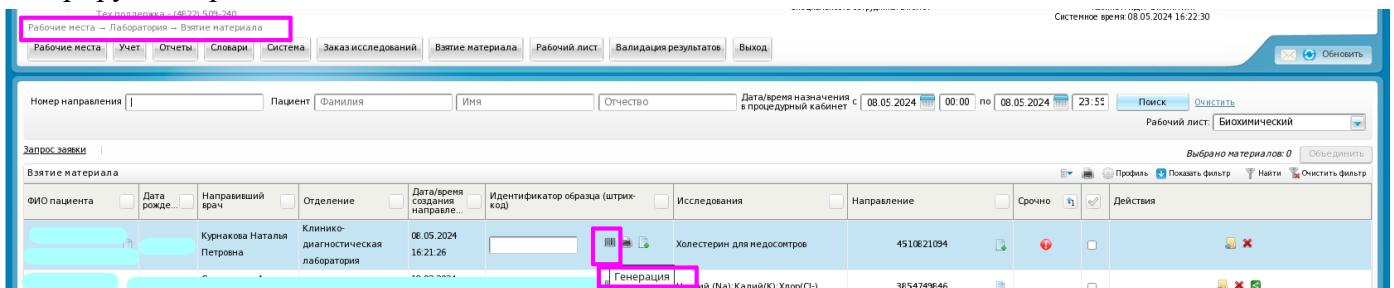 Тех поддержка - (4822) 509-240
Системное время: 08.05.2024 16:22:30
Рабочие места → Лаборатория → Взятие материала
Рабочие места Учет Отчеты Словари Система Заказ исследований Взятие материала Рабочий лист Валидация результатов Выход
Обновить
Номер направления Пациент Фамилия Имя Отчество Дата/время назначения в процедурный кабинет с 08.05.2024 00:00 по 08.05.2024 23:59 Поиск Очистить
Рабочий лист: Биохимический
Запрос заявки
Выбрано материалов: 0 Объединить
Взятие материала
Профиль Показать фильтр Найти Очистить фильтр
ФИО пациента Дата рожде... Направивший врач Отделение Дата/время создания направле... Идентификатор образца (штрих-код) Исследования Направление Срочно Действия
Курнакова Наталья Петровна Клинико-диагностическая лаборатория 08.05.2024 16:21:26 Холестерин для медосомтров 4510821094
Генерация
(Na); Калий(K); Хлор(Cl-) 3854749846